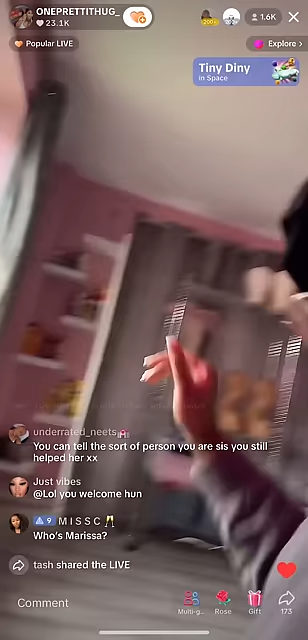 ONEPRETTITHUG_
23.1K
200+
1.6K
Popular LIVE
Explore
Tiny Diny
in Space
underrated_neets
You can tell the sort of person you are sis you still
helped her xx
Just vibes
@Lol you welcome hun
9 M I S S C
Who's Marissa?
tash shared the LIVE
Comment
Multi-g...
Rose
Gift
173